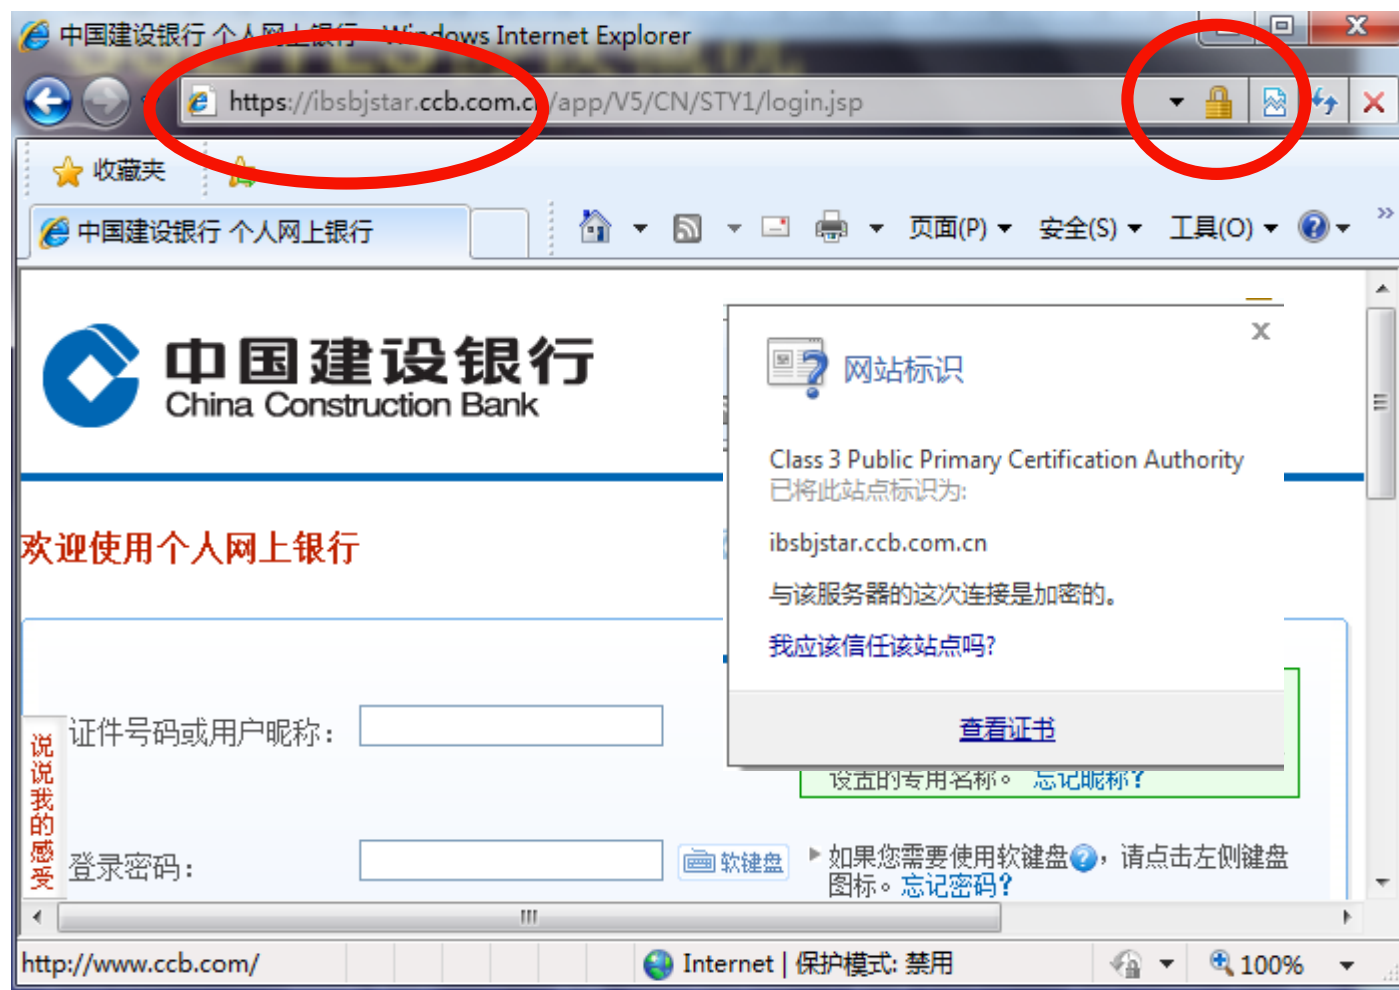 中国建设银行 个人网上银行 - Windows Internet Explorer
https://ibsbjstar.ccb.com.cn/app/V5/CN/STY1/login.jsp
收藏夹
中国建设银行 个人网上银行
页面(P) 安全(S) 工具(O)
中国建设银行
China Construction Bank
网站标识
Class 3 Public Primary Certification Authority
已将此站点标识为:
ibsbjstar.ccb.com.cn
与该服务器的这次连接是加密的。
我应该信任该站点吗?
查看证书
欢迎使用个人网上银行
证件号码或用户昵称:
设置的专用名称。 忘记昵称?
说说我的感受
登录密码:
软键盘
如果您需要使用软键盘,请点击左侧键盘
图标。忘记密码?
http://www.ccb.com/
Internet | 保护模式: 禁用
100%